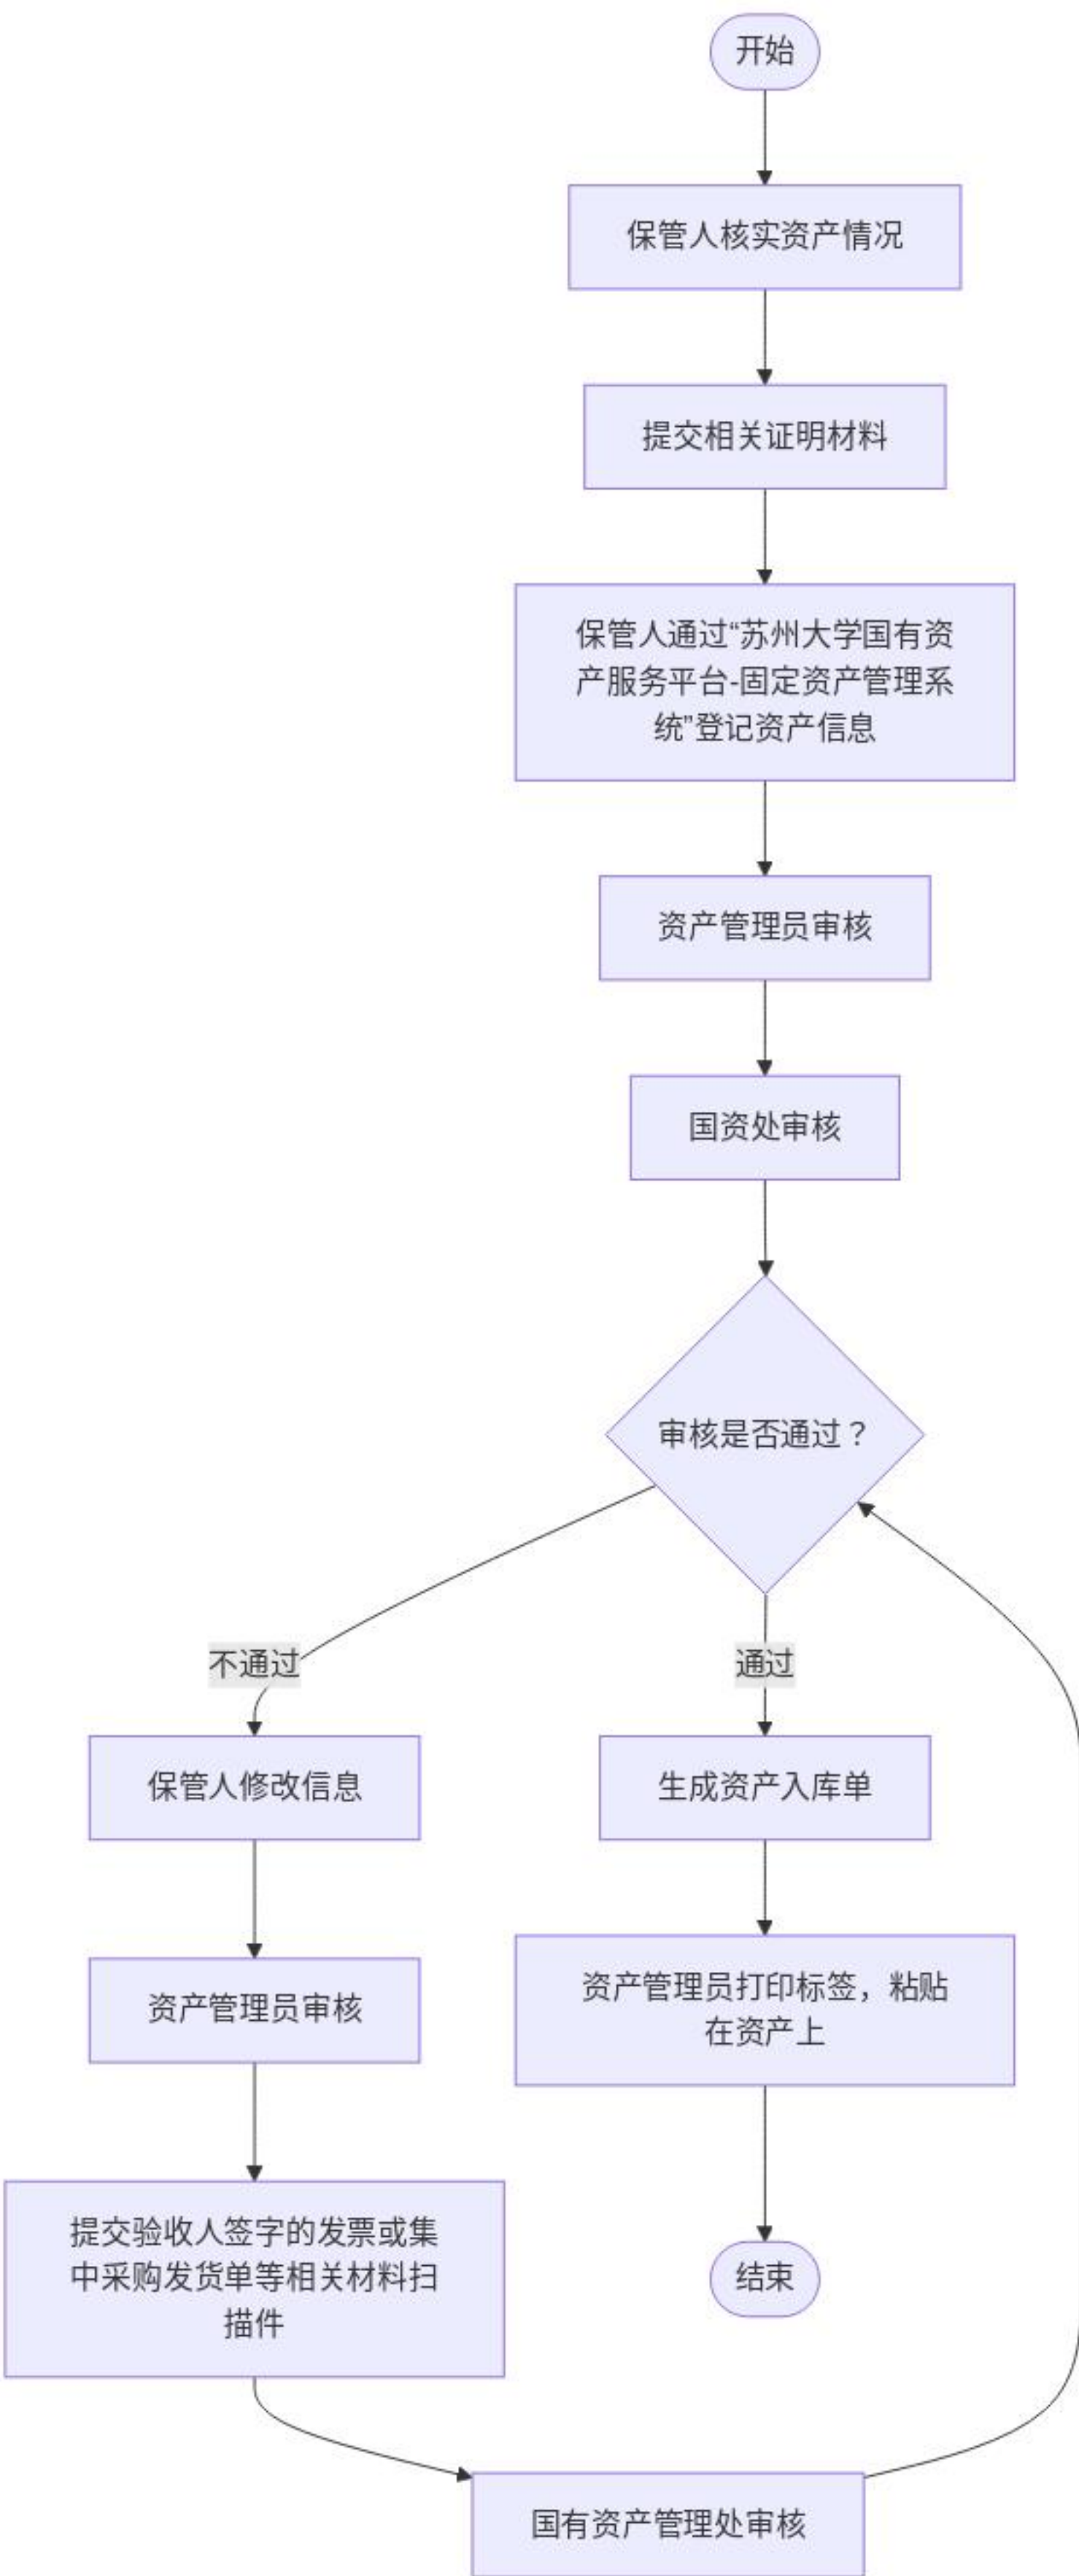 开始
保管人核实资产情况
提交相关证明材料
保管人通过“苏州大学国有资
产服务平台-固定资产管理系
统”登记资产信息
资产管理员审核
国资处审核
审核是否通过？
不通过
通过
保管人修改信息
生成资产入库单
资产管理员审核
资产管理员打印标签，粘贴
在资产上
提交验收人签字的发票或集
中采购发货单等相关材料扫
描件
结束
国有资产管理处审核